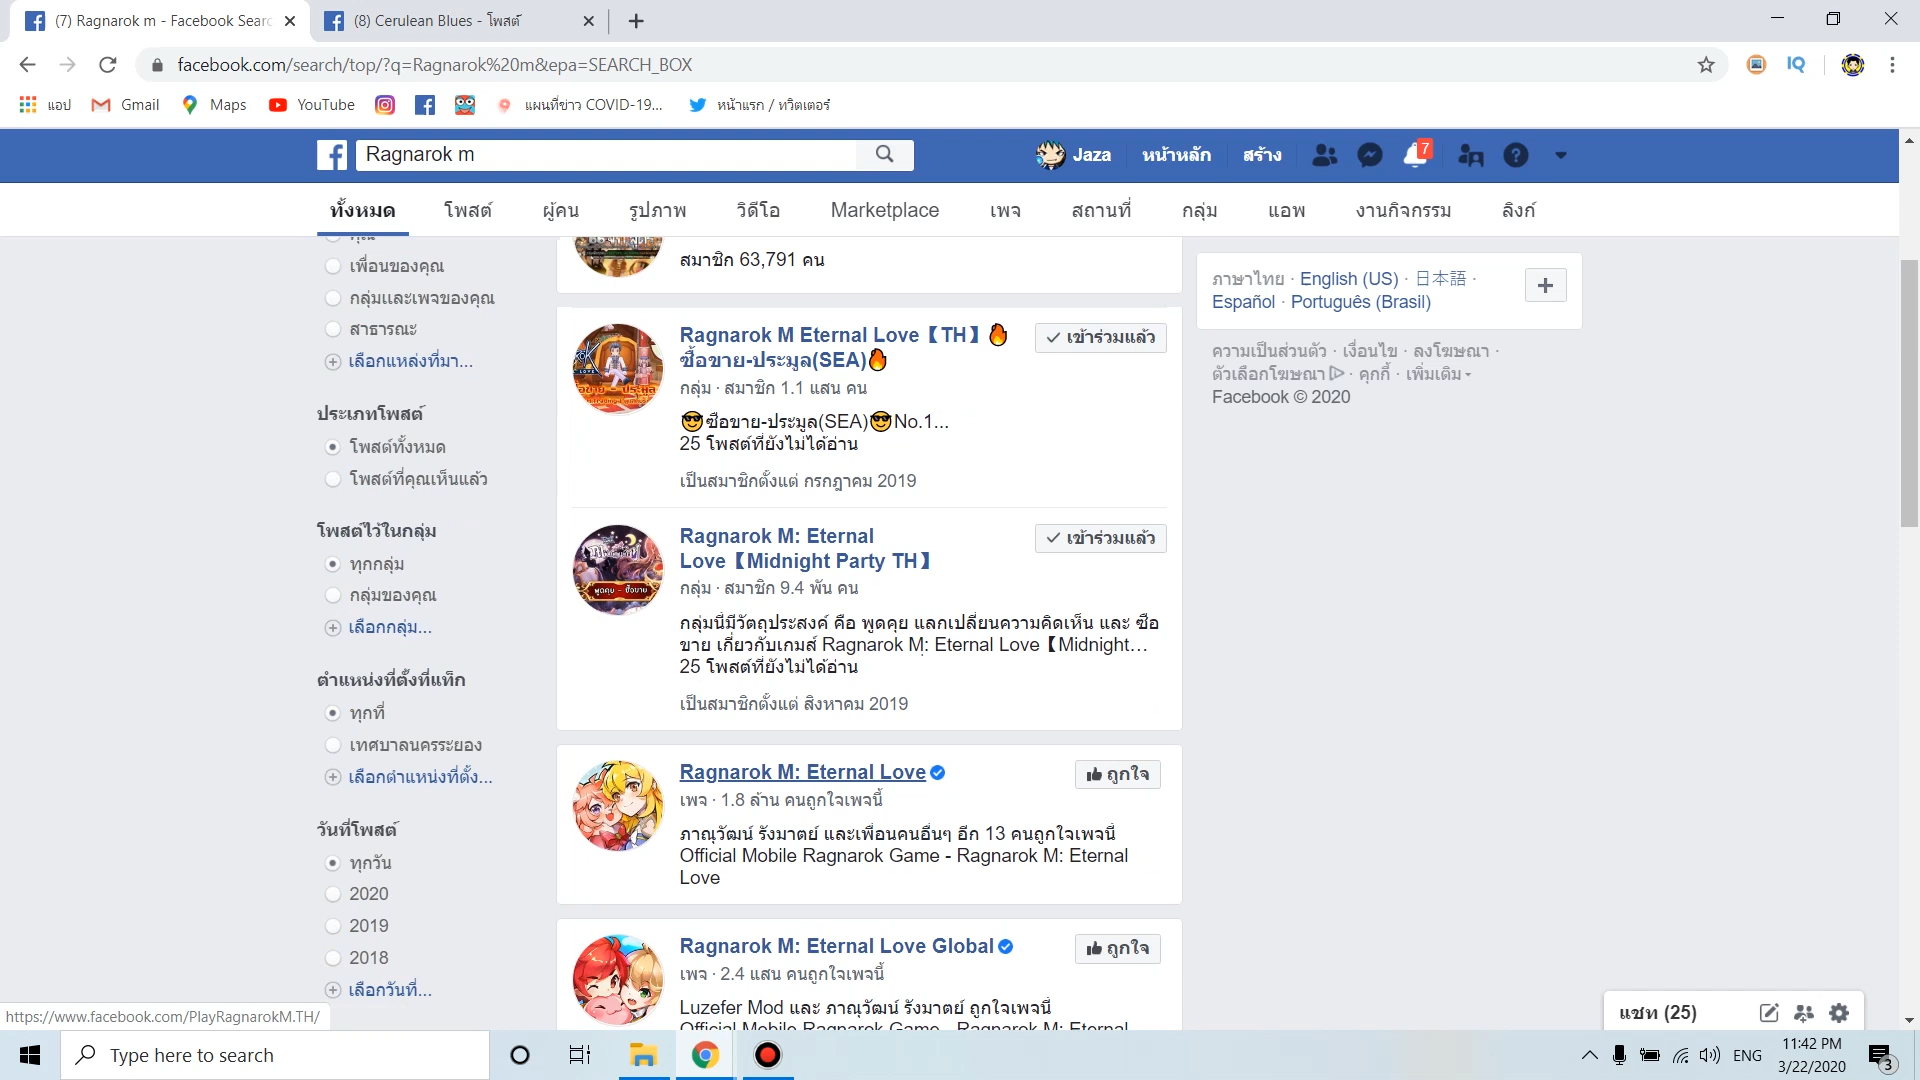 (7) Ragnarok m - Facebook Searc
(8) Cerulean Blues - โพสต์
facebook.com/search/top/?q=Ragnarok%20m&epa=SEARCH_BOX
IQ
แอป
Gmail
Maps
YouTube
แผนที่ข่าว COVID-19...
หน้าแรก / ทวิตเตอร์
Ragnarok m
Jaza
หน้าหลัก
สร้าง
7
ทั้งหมด
โพสต์
ผู้คน
รูปภาพ
วิดีโอ
Marketplace
เพจ
สถานที่
กลุ่ม
แอพ
งานกิจกรรม
ลิงก์
คุณ
เพื่อนของคุณ
กลุ่มและเพจของคุณ
สาธารณะ
เลือกแหล่งที่มา...
ประเภทโพสต์
โพสต์ทั้งหมด
โพสต์ที่คุณเห็นแล้ว
โพสต์ไว้ในกลุ่ม
ทุกกลุ่ม
กลุ่มของคุณ
เลือกกลุ่ม...
ตำแหน่งที่ตั้งที่แท็ก
ทุกที่
เทศบาลนครระยอง
เลือกตำแหน่งที่ตั้ง...
วันที่โพสต์
ทุกวัน
2020
2019
2018
เลือกวันที่...
สมาชิก 63,791 คน
Ragnarok M Eternal Love【TH】🔥
ซื้อขาย-ประมูล(SEA)🔥
เข้าร่วมแล้ว
กลุ่ม · สมาชิก 1.1 แสน คน
😎ซื้อขาย-ประมูล(SEA)😎No.1...
25 โพสต์ที่ยังไม่ได้อ่าน
เป็นสมาชิกตั้งแต่ กรกฎาคม 2019
Ragnarok M: Eternal
Love【Midnight Party TH】
เข้าร่วมแล้ว
กลุ่ม · สมาชิก 9.4 พัน คน
กลุ่มนี้มีวัตถุประสงค์ คือ พูดคุย แลกเปลี่ยนความคิดเห็น และ ซื้อ
ขาย เกี่ยวกับเกมส์ Ragnarok M: Eternal Love【Midnight...
25 โพสต์ที่ยังไม่ได้อ่าน
เป็นสมาชิกตั้งแต่ สิงหาคม 2019
พูดคุย - ซื้อขาย
Ragnarok M: Eternal Love
ถูกใจ
เพจ · 1.8 ล้าน คนถูกใจเพจนี้
ภาณุวัฒน์ รังมาตย์ และเพื่อนคนอื่นๆ อีก 13 คนถูกใจเพจนี้
Official Mobile Ragnarok Game - Ragnarok M: Eternal
Love
Ragnarok M: Eternal Love Global
ถูกใจ
เพจ · 2.4 แสน คนถูกใจเพจนี้
Luzefer Mod และ ภาณุวัฒน์ รังมาตย์ ถูกใจเพจนี้
Official Mobile Ragnarok Game - Ragnarok M: Eternal
ภาษาไทย · English (US) · 日本語 ·
Español · Português (Brasil)
ความเป็นส่วนตัว · เงื่อนไข · ลงโฆษณา ·
ตัวเลือกโฆษณา · คุกกี้ · เพิ่มเติม
Facebook © 2020
แชท (25)
https://www.facebook.com/PlayRagnarokM.TH/
Type here to search
ENG
11:42 PM
3/22/2020
3